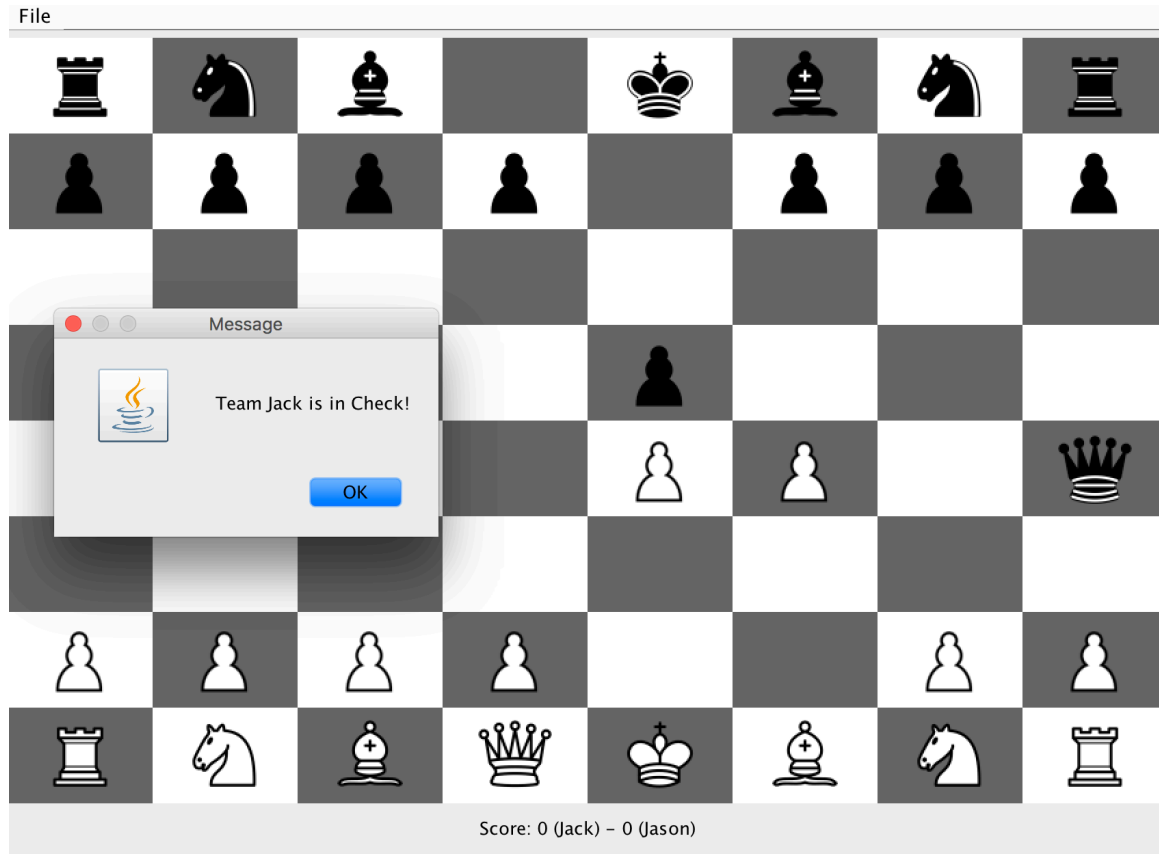 File
Message
Team Jack is in Check!
OK
Score: 0 (Jack) – 0 (Jason)